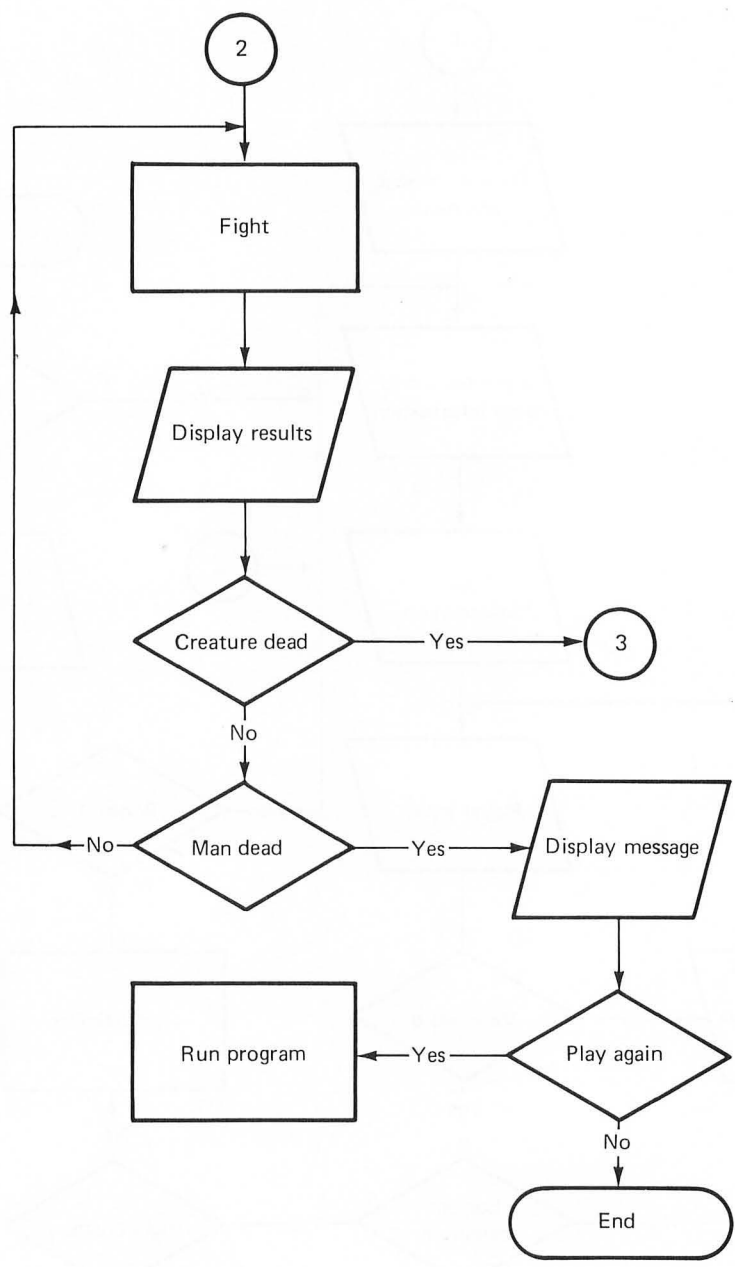 2
Fight
Display results
Creature dead
Yes
3
No
Man dead
No
Yes
Display message
Run program
Yes
Play again
No
End